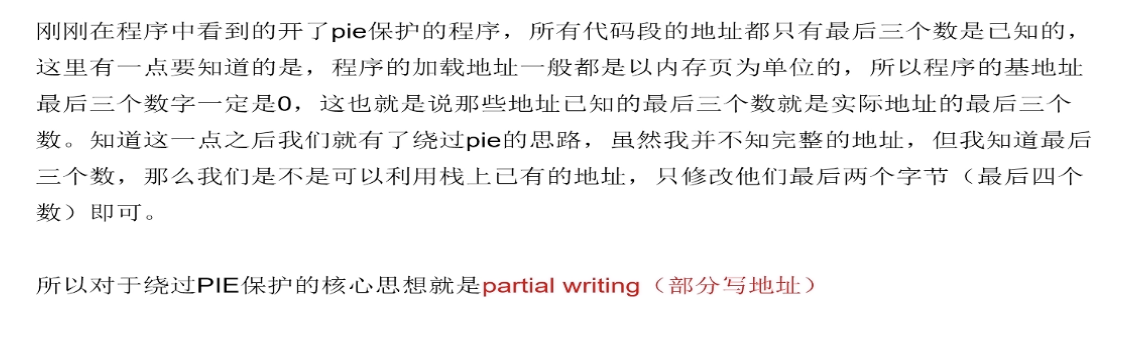 刚刚在程序中看到的开了pie保护的程序，所有代码段的地址都只有最后三个数是已知的，
这里有一点要知道的是，程序的加载地址一般都是以内存页为单位的，所以程序的基地址
最后三个数字一定是0，这也就是说那些地址已知的最后三个数就是实际地址的最后三个
数。知道这一点之后我们就有了绕过pie的思路，虽然我并不知完整的地址，但我知道最后
三个数，那么我们是不是可以利用栈上已有的地址，只修改他们最后两个字节（最后四个
数）即可。
所以对于绕过PIE保护的核心思想就是partial writing（部分写地址）